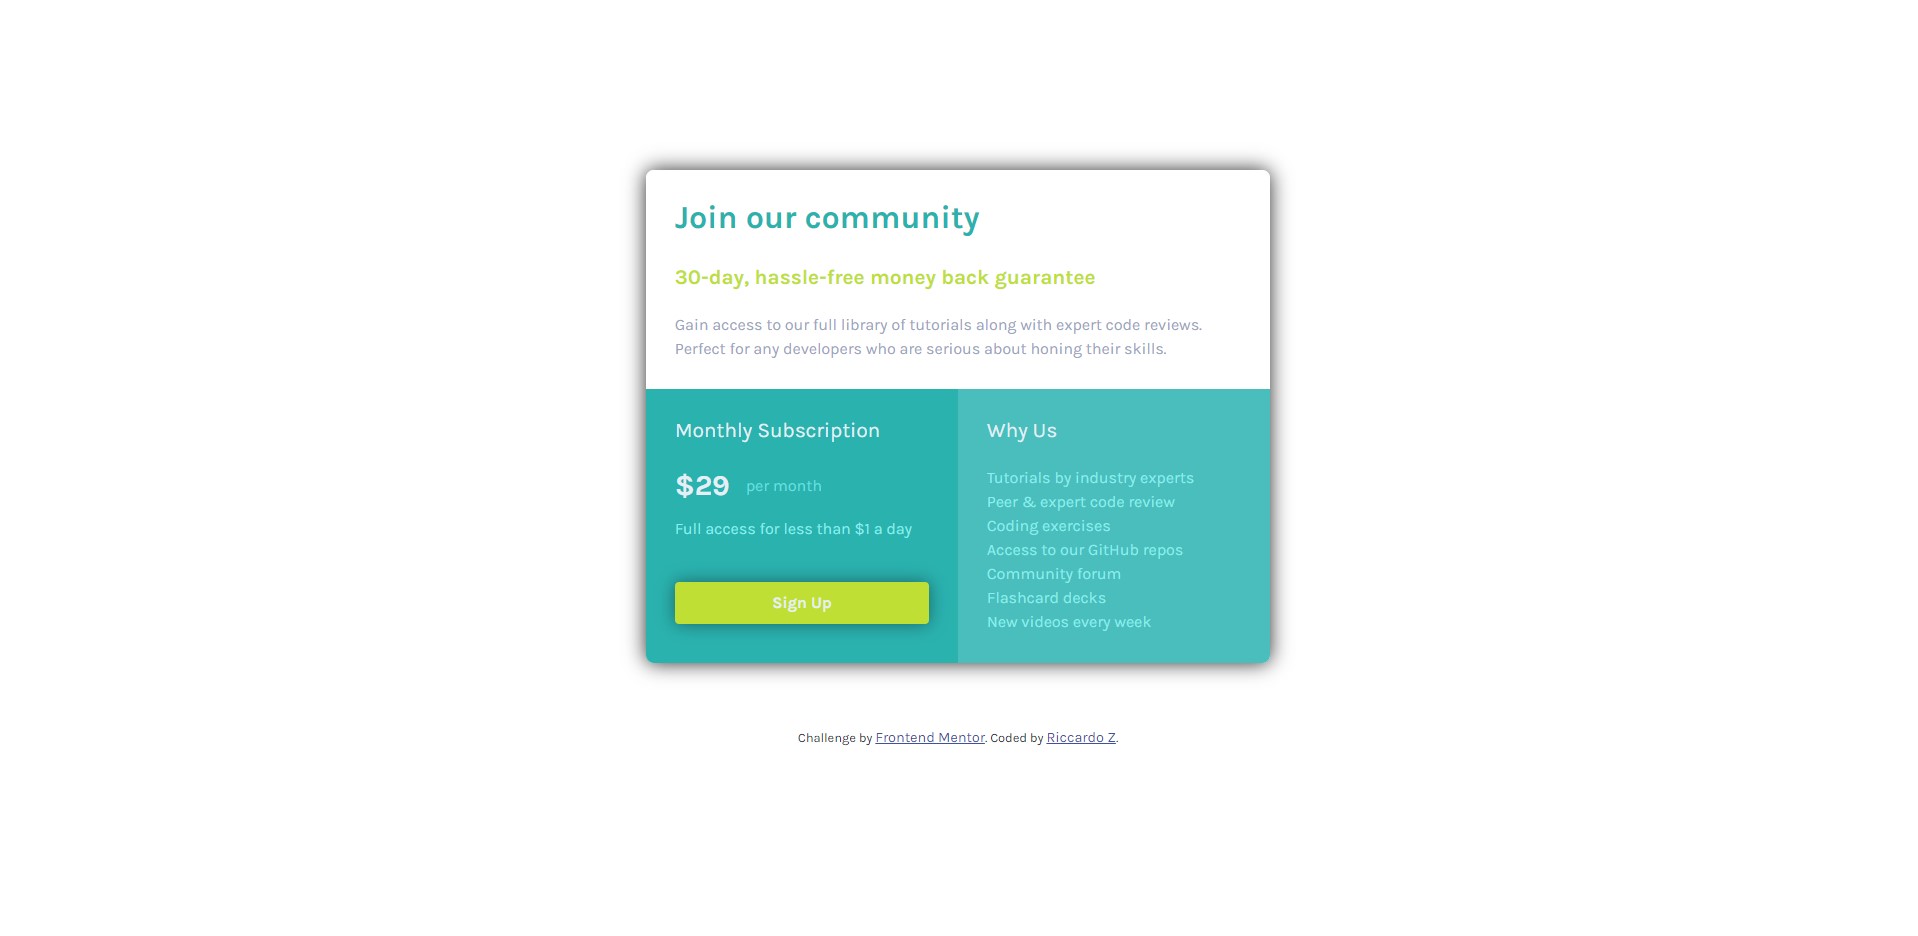 Join our community
30-day, hassle-free money back guarantee
Gain access to our full library of tutorials along with expert code reviews.
Perfect for any developers who are serious about honing their skills.
Monthly Subscription
$29 per month
Full access for less than $1 a day
Sign Up
Why Us
Tutorials by industry experts
Peer & expert code review
Coding exercises
Access to our GitHub repos
Community forum
Flashcard decks
New videos every week
Challenge by Frontend Mentor. Coded by Riccardo Z.